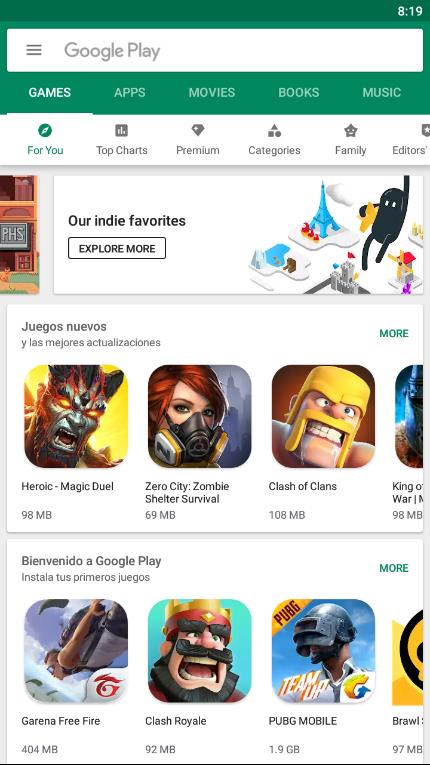 8:19
Google Play
GAMES APPS MOVIES BOOKS MUSIC
For You Top Charts Premium Categories Family Editors'
PHS
Our indie favorites
EXPLORE MORE
Juegos nuevos
y las mejores actualizaciones
MORE
Heroic - Magic Duel
98 MB
Zero City: Zombie
Shelter Survival
69 MB
Clash of Clans
108 MB
King o
War | M
98 MB
Bienvenido a Google Play
Instala tus primeros juegos
MORE
PUBG
TEAM UP
Garena Free Fire
404 MB
Clash Royale
92 MB
PUBG MOBILE
1.9 GB
Brawl
97 MB